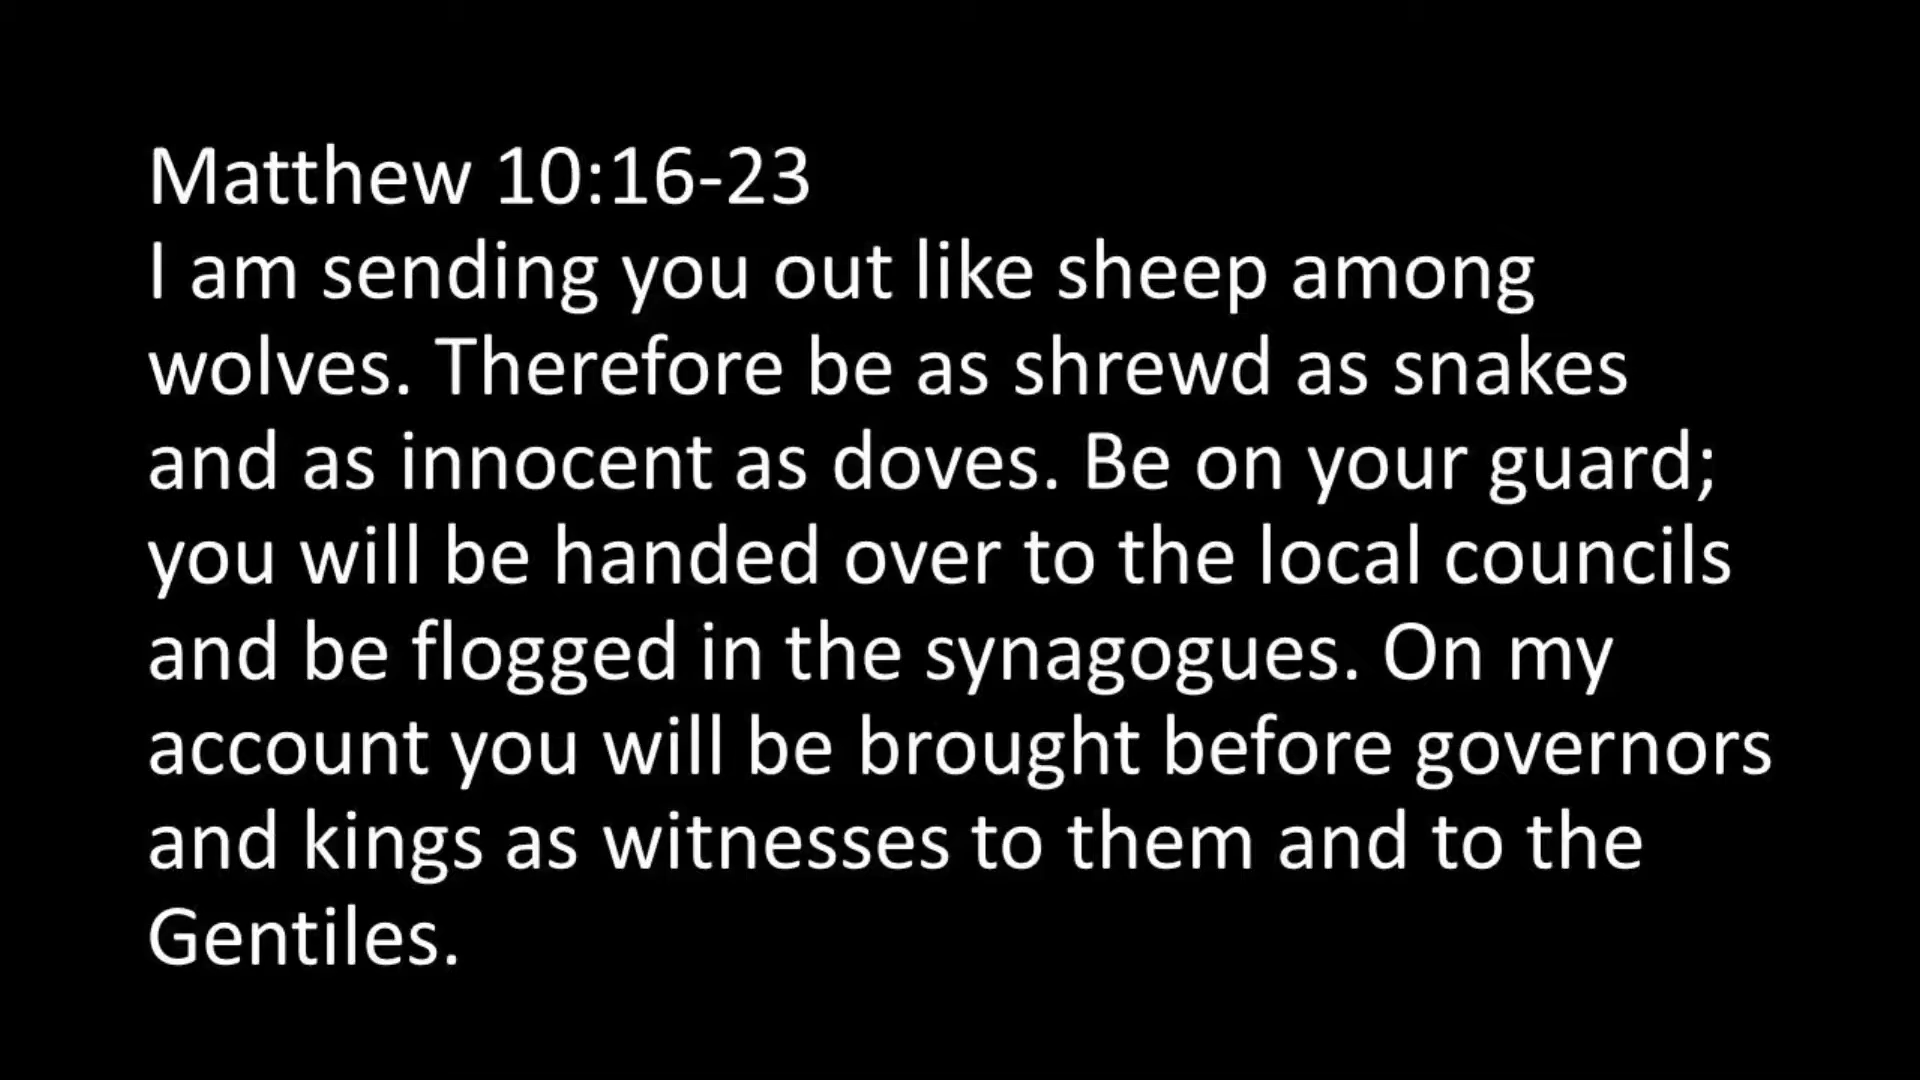 Matthew 10:16-23
I am sending you out like sheep among
wolves. Therefore be as shrewd as snakes
and as innocent as doves. Be on your guard;
you will be handed over to the local councils
and be flogged in the synagogues. On my
account you will be brought before governors
and kings as witnesses to them and to the
Gentiles.